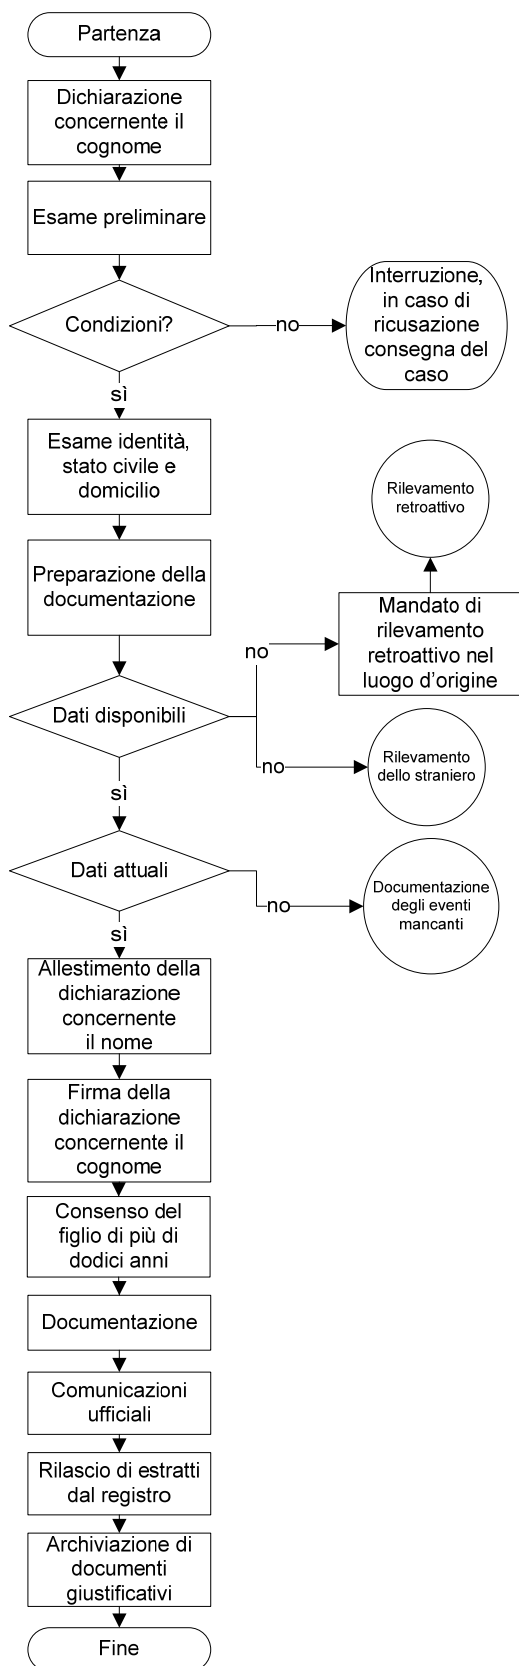 Partenza
Dichiarazione
concernente il
cognome
Esame preliminare
Condizioni?
no
Interruzione,
in caso di
ricusazione
consegna del
caso
sì
Esame identità,
stato civile e
domicilio
Rilevamento
retroattivo
Preparazione della
documentazione
Mandato di
rilevamento
retroattivo nel
luogo d'origine
no
Dati disponibili
no
Rilevamento
dello straniero
sì
Dati attuali
no
Documentazione
degli eventi
mancanti
sì
Allestimento della
dichiarazione
concernente
il nome
Firma della
dichiarazione
concernente il
cognome
Consenso del
figlio di più di
dodici anni
Documentazione
Comunicazioni
ufficiali
Rilascio di estratti
dal registro
Archiviazione di
documenti
giustificativi
Fine